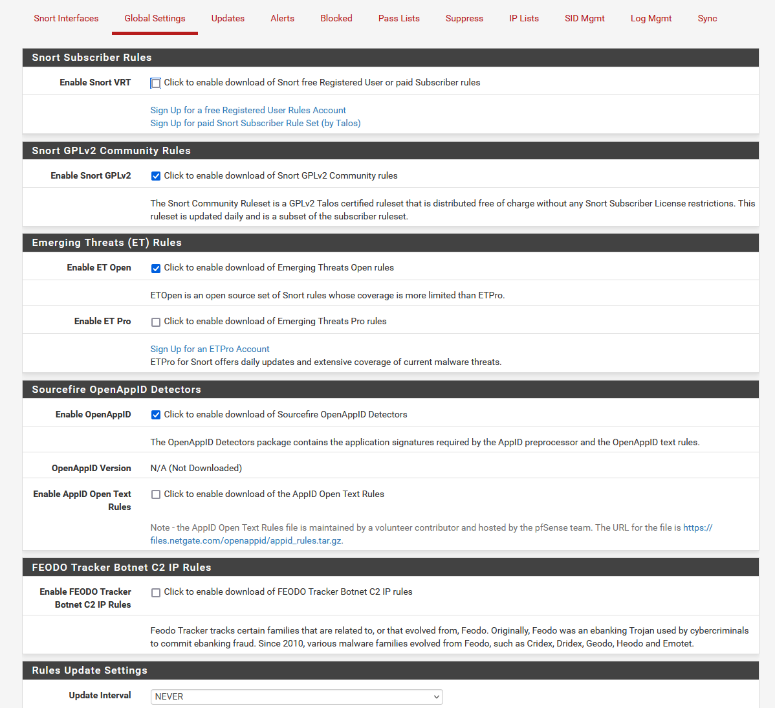 Snort Interfaces Global Settings Updates Alerts Blocked Pass Lists Suppress IP Lists SID Mgmt Log Mgmt Sync
Snort Subscriber Rules
Enable Snort VRT Click to enable download of Snort free Registered User or paid Subscriber rules
Sign Up for a free Registered User Rules Account
Sign Up for paid Snort Subscriber Rule Set (by Talos)
Snort GPLv2 Community Rules
Enable Snort GPLv2 Click to enable download of Snort GPLv2 Community rules
The Snort Community Ruleset is a GPLv2 Talos certified ruleset that is distributed free of charge without any Snort Subscriber License restrictions. This
ruleset is updated daily and is a subset of the subscriber ruleset.
Emerging Threats (ET) Rules
Enable ET Open Click to enable download of Emerging Threats Open rules
ETOpen is an open source set of Snort rules whose coverage is more limited than ETPro.
Enable ET Pro Click to enable download of Emerging Threats Pro rules
Sign Up for an ETPro Account
ETPro for Snort offers daily updates and extensive coverage of current malware threats.
Sourcefire OpenAppID Detectors
Enable OpenAppID Click to enable download of Sourcefire OpenAppID Detectors
The OpenAppID Detectors package contains the application signatures required by the AppID preprocessor and the OpenAppID text rules.
OpenAppID Version N/A (Not Downloaded)
Enable AppID Open Text Click to enable download of the AppID Open Text Rules
Rules
Note - the AppID Open Text Rules file is maintained by a volunteer contributor and hosted by the pfSense team. The URL for the file is https://
files.netgate.com/openappid/appid_rules.tar.gz.
FEODO Tracker Botnet C2 IP Rules
Enable FEODO Tracker Click to enable download of FEODO Tracker Botnet C2 IP rules
Botnet C2 IP Rules
Feodo Tracker tracks certain families that are related to, or that evolved from, Feodo. Originally, Feodo was an ebanking Trojan used by cybercriminals
to commit ebanking fraud. Since 2010, various malware families evolved from Feodo, such as Cridex, Dridex, Geodo, Heodo and Emotet.
Rules Update Settings
Update Interval NEVER